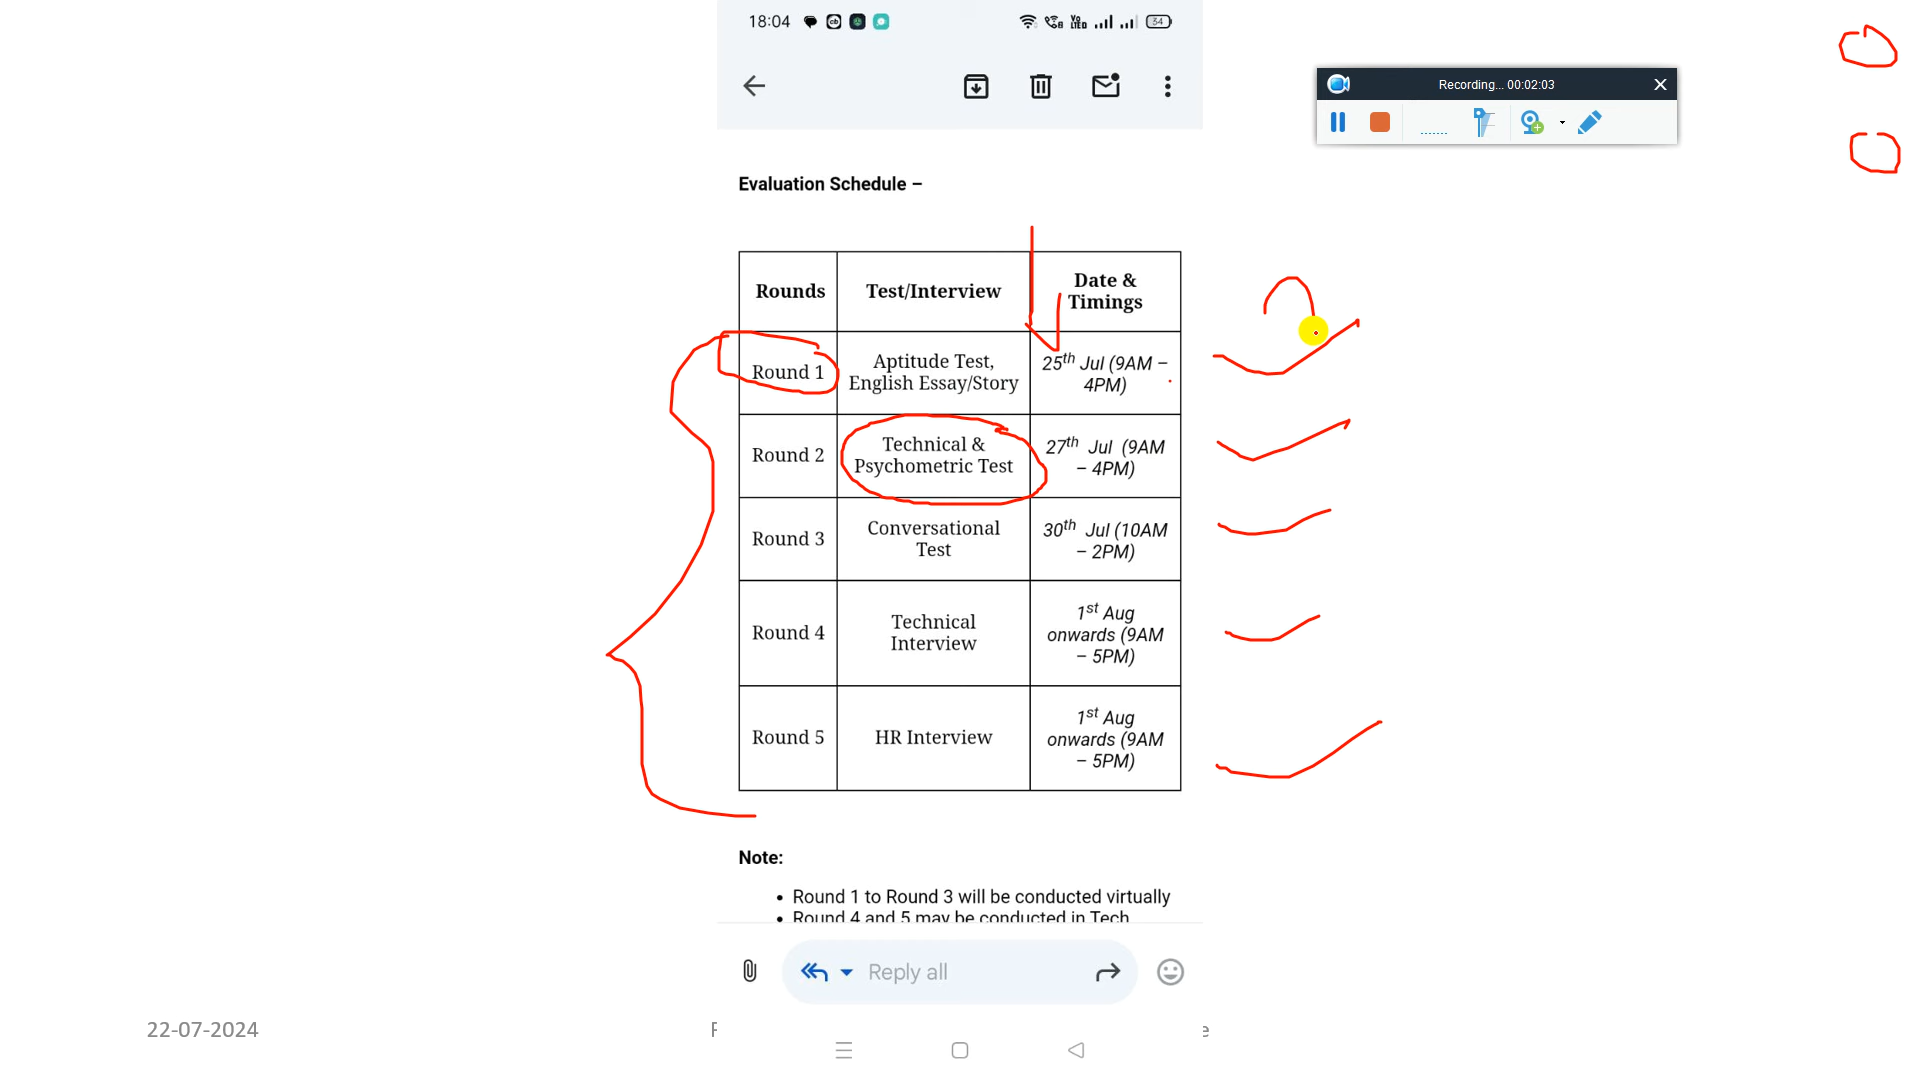 18:04
Vo
LTED
34
Recording... 00:02:03
Evaluation Schedule –
Rounds
Test/Interview
Date &
Timings
Round 1
Aptitude Test,
English Essay/Story
25th Jul (9AM –
4PM)
Round 2
Technical &
Psychometric Test
27th Jul (9AM
– 4PM)
Round 3
Conversational
Test
30th Jul (10AM
– 2PM)
Round 4
Technical
Interview
1st Aug
onwards (9AM
– 5PM)
Round 5
HR Interview
1st Aug
onwards (9AM
– 5PM)
Note:
• Round 1 to Round 3 will be conducted virtually
• Round 4 and 5 may be conducted in Tech
Reply all
22-07-2024